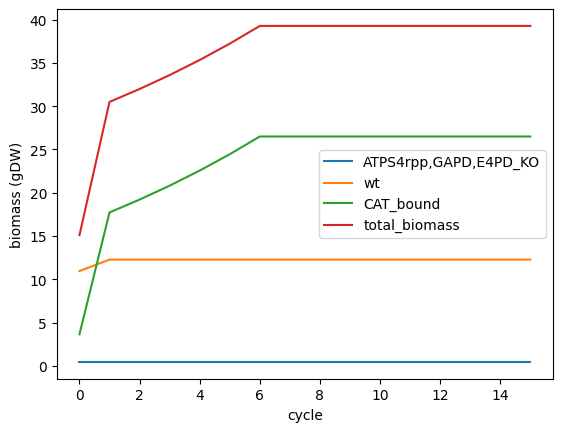 40
35
30
25
20
15
10
5
0
biomass (gDW)
ATPS4rpp,GAPD,E4PD_KO
wt
CAT_bound
total_biomass
0 2 4 6 8 10 12 14
cycle